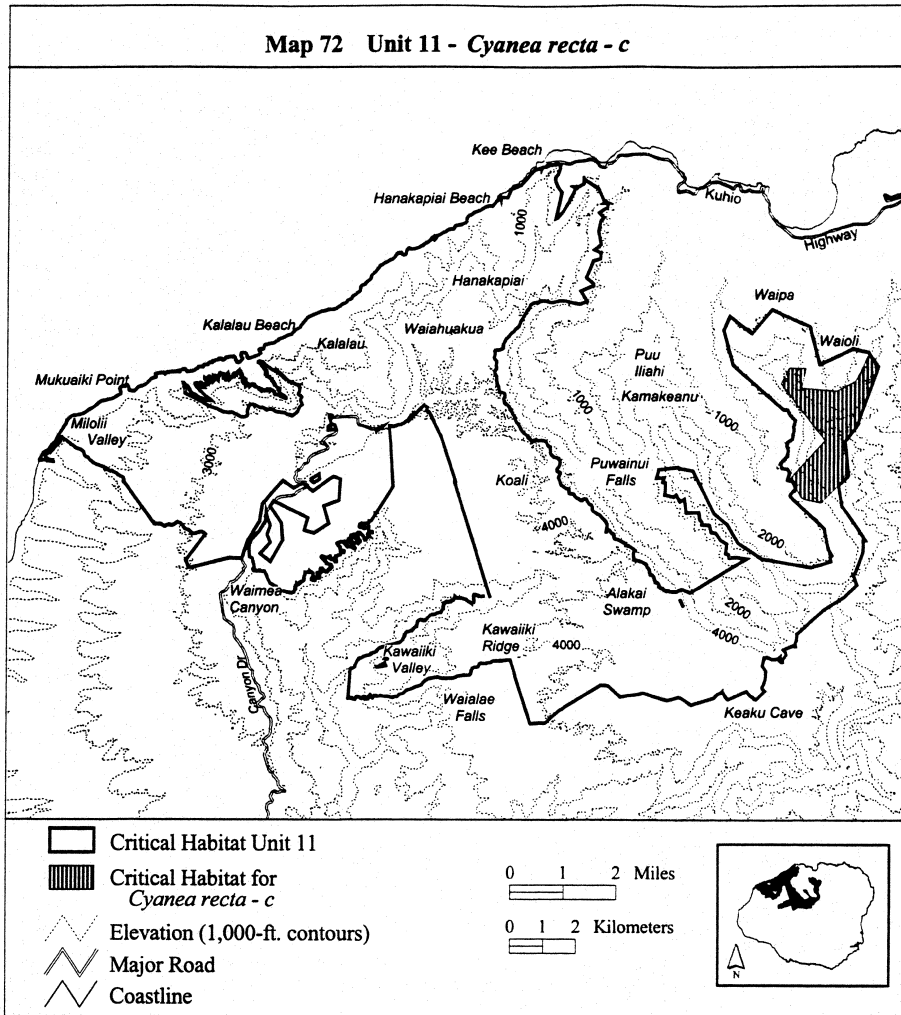 Map 72 Unit 11 - Cyanea recta - c
Kee Beach
Hanakapiai Beach
Kuhio
Highway
1000
Hanakapiai
Waipa
Kalalau Beach
Kalalau
Waiahuakua
Waioli
Puu
Iliahi
Mukuaiki Point
Kamakeanu
1000
1000
Milolii
Valley
3000
Koali
Puwainui
Falls
4000
2000
Waimea
Canyon
Alakai
Swamp
2000
4000
Kawaiiki
Ridge
4000
Kawaiiki
Valley
Canyon Dr
Waialae
Falls
Keaku Cave
Critical Habitat Unit 11
Critical Habitat for
Cyanea recta - c
Elevation (1,000-ft. contours)
Major Road
Coastline
0 1 2 Miles
0 1 2 Kilometers
N